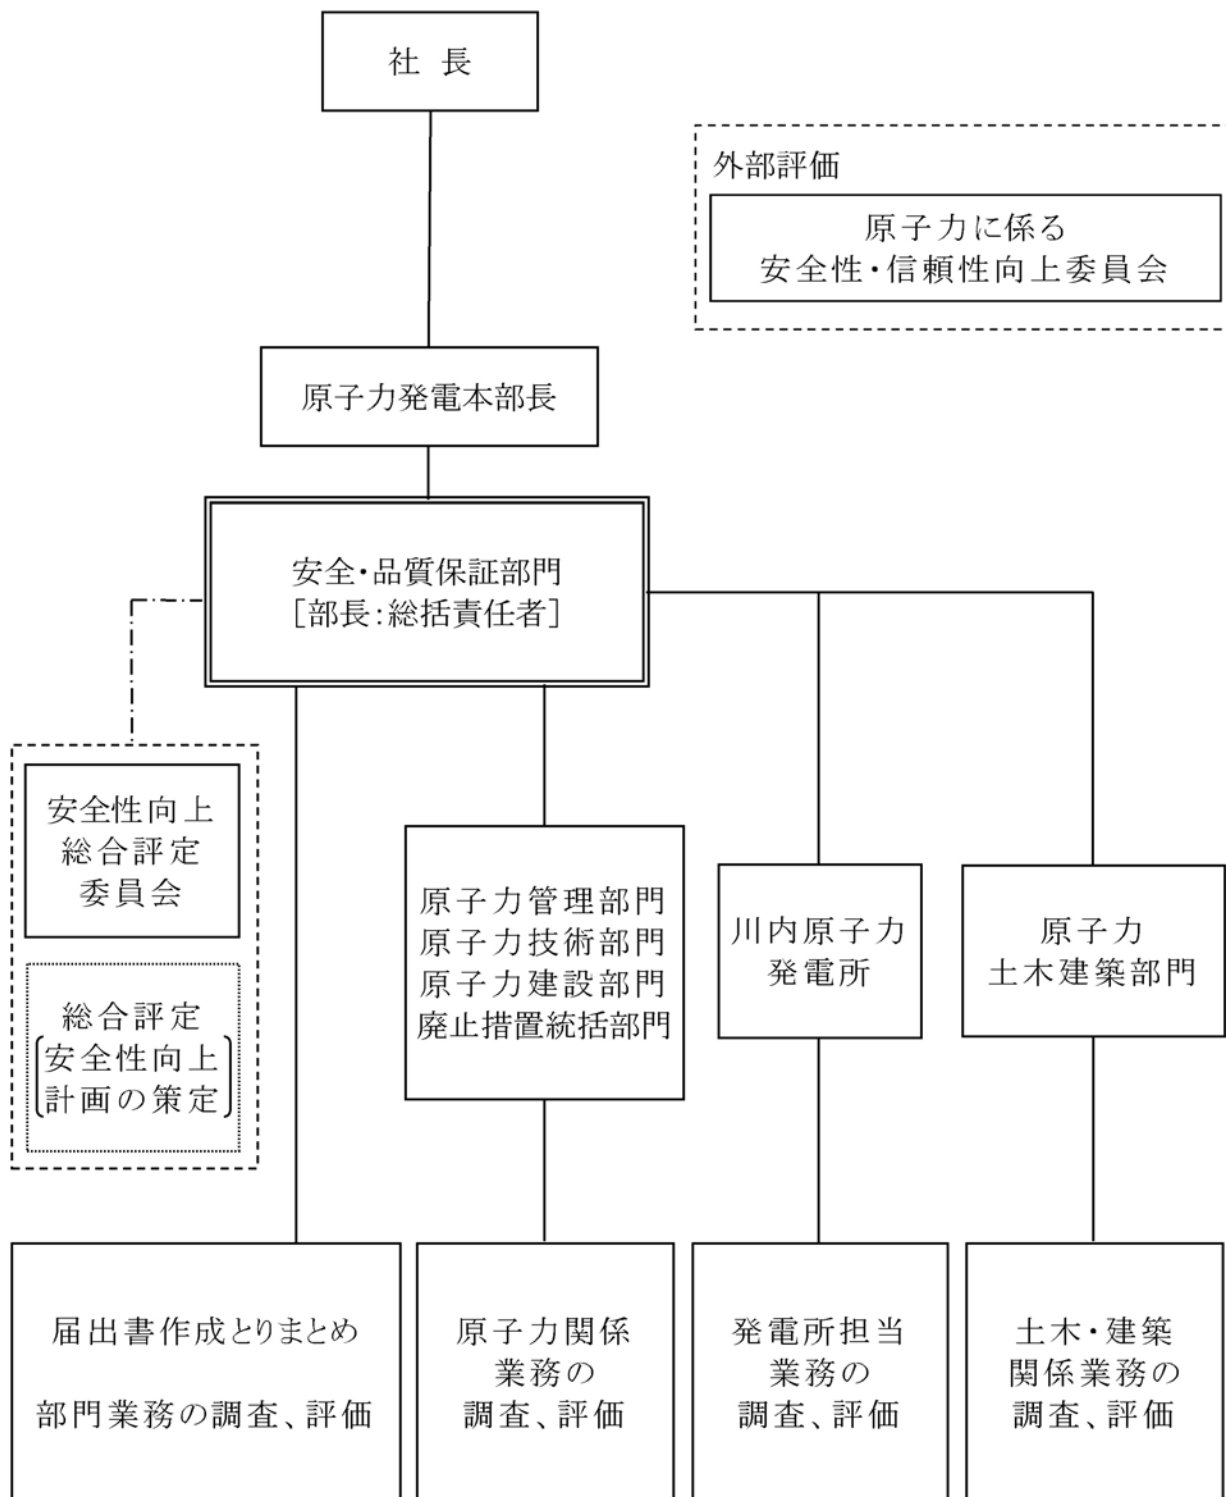 社長
外部評価
原子力に係る
安全性・信頼性向上委員会
原子力発電本部長
安全・品質保証部門
[部長:総括責任者]
安全性向上
総合評定
委員会
総合評定
安全性向上
計画の策定
原子力管理部門
原子力技術部門
原子力建設部門
廃止措置統括部門
川内原子力
発電所
原子力
土木建築部門
届出書作成とりまとめ
部門業務の調査、評価
原子力関係
業務の
調査、評価
発電所担当
業務の
調査、評価
土木・建築
関係業務の
調査、評価